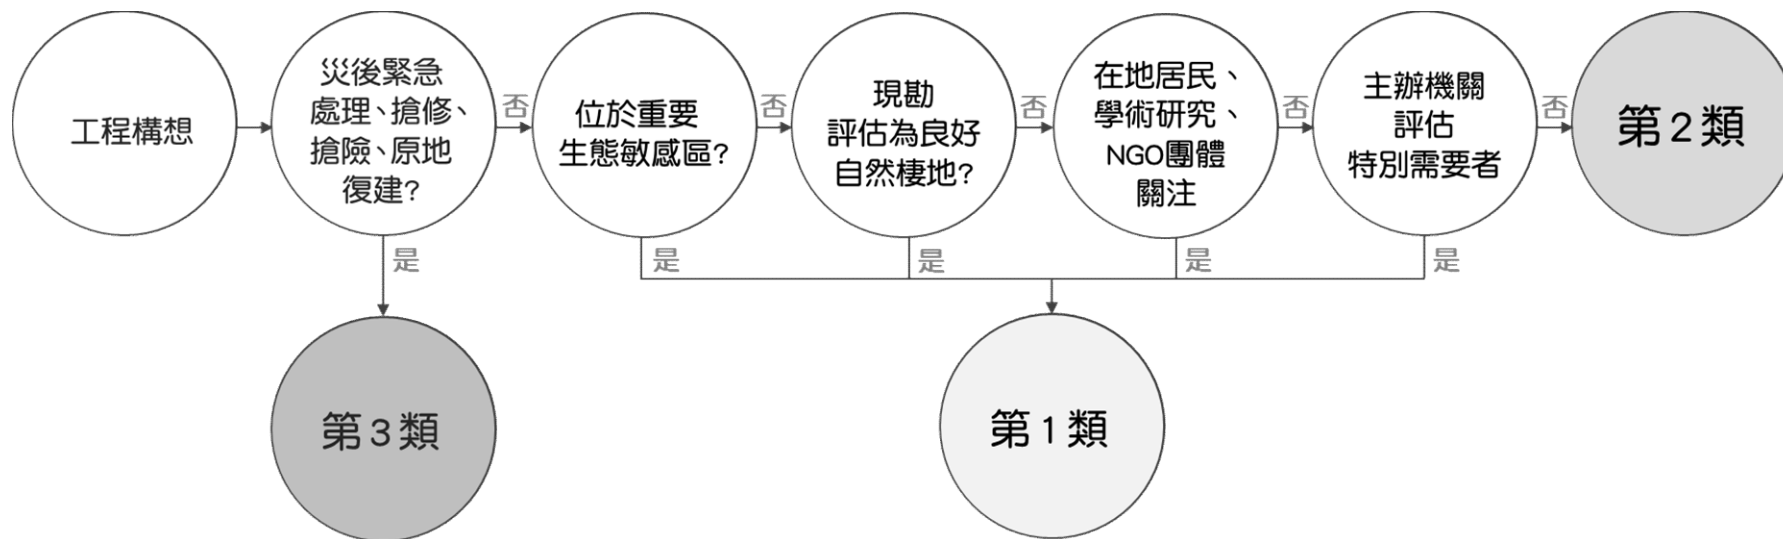 工程構想
災後緊急
處理、搶修、
搶險、原地
復建?
否
位於重要
生態敏感區?
否
現勘
評估為良好
自然棲地?
否
在地居民、
學術研究、
NGO團體
關注
否
主辦機關
評估
特別需要者
否
第2類
是
是
是
是
是
第3類
第1類